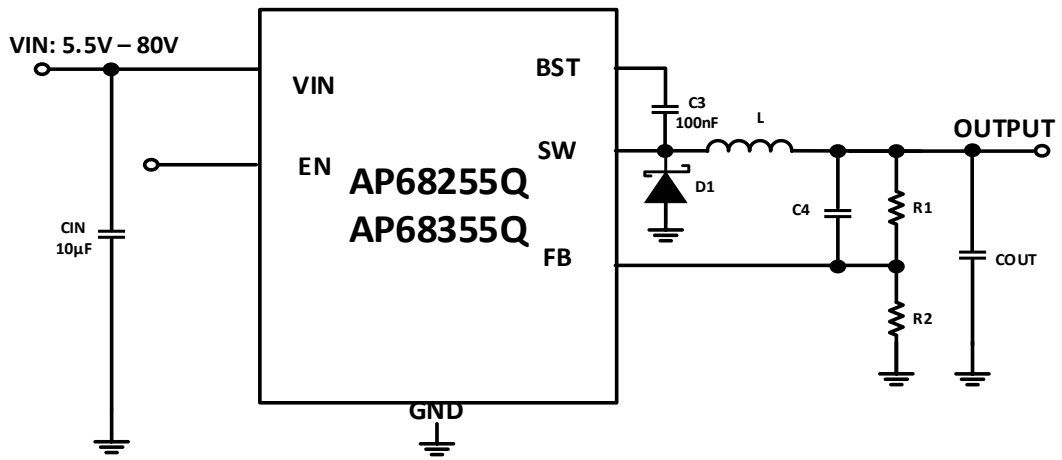 VIN: 5.5V – 80V
VIN
BST
C3
100nF
L
OUTPUT
EN
SW
AP68255Q
AP68355Q
D1
C4
R1
CIN
10µF
FB
COUT
R2
GND